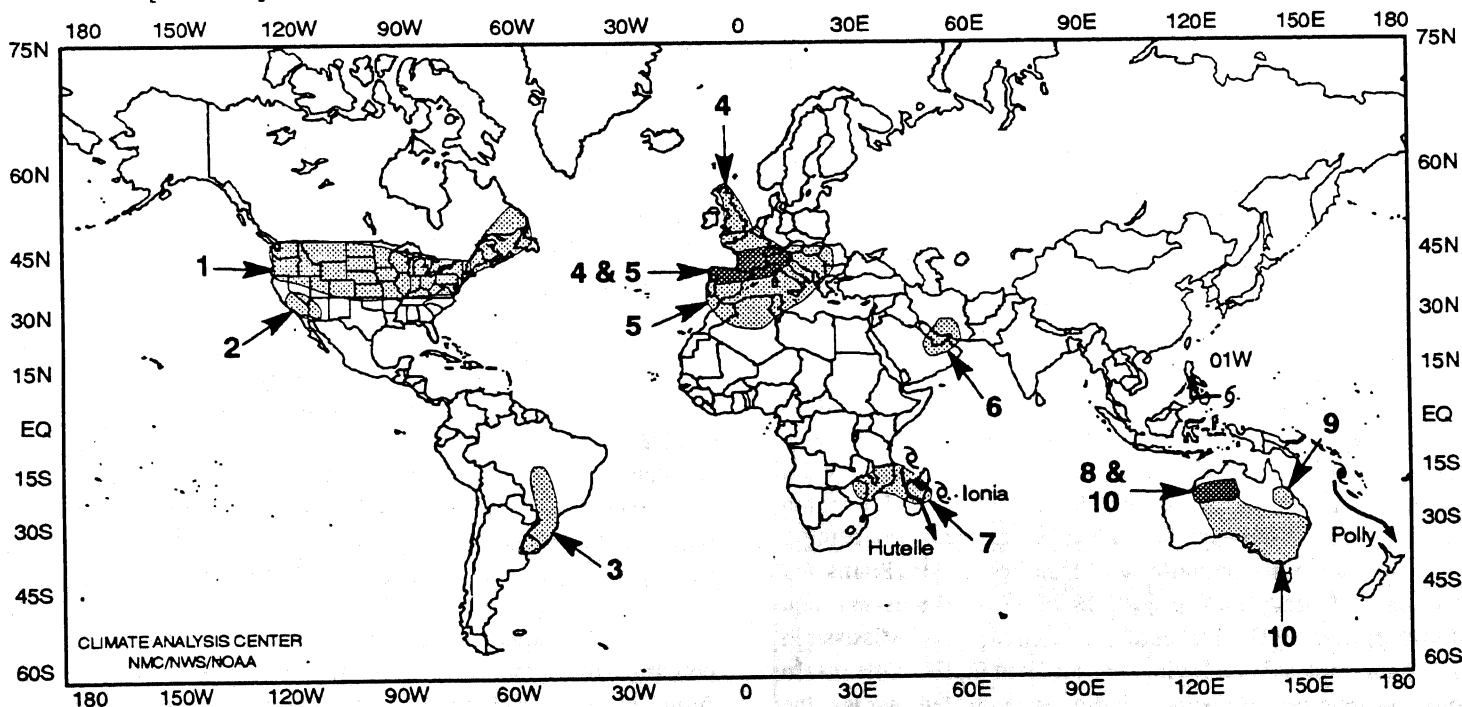 180 150W 120W 90W 60W 30W 0 30E 60E 90E 120E 150E 180
75N 75N
4
60N 60N
45N 45N
1
4 & 5
30N 5 30N
2
15N 01W 15N
6
EQ EQ
9
15S 8 & 15S
10
Ionia
30S 30S
Hutelle 7 Polly
3
45S 45S
10
CLIMATE ANALYSIS CENTER
NMC/NWS/NOAA
60S 60S
180 150W 120W 90W 60W 30W 0 30E 60E 90E 120E 150E 180